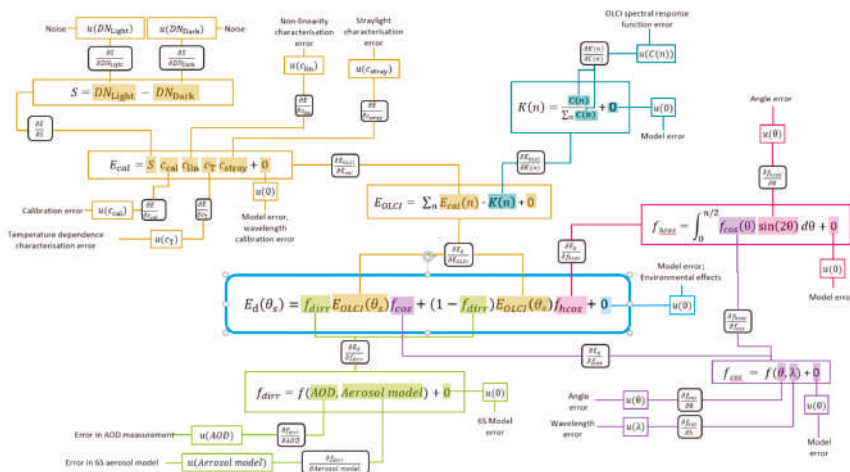 Noise
u(DN_Light)
u(DN_Dark)
Noise
∂S/∂DN_Light
∂S/∂DN_Dark
S = DN_Light − DN_Dark
Non-linearity
characterisation
error
Straylight
characterisation
error
u(c_lin)
u(c_stray)
∂E/∂c_lin
∂E/∂c_stray
E_cal = S c_cal c_lin c_T c_stray + 0
∂E_OLCI/∂E_cal
Calibration error
u(c_cal)
∂E/∂c_cal
∂E/∂c_T
u(0)
Model error,
wavelength
calibration error
Temperature dependence
characterisation error
u(c_T)
OLCI spectral response
function error
∂K(n)/∂C(n)
u(C(n))
K(n) = C(n)/∑_n C(n) + 0
u(0)
Model error
∂E_OLCI/∂K(n)
E_OLCI = ∑_n E_cal(n) · K(n) + 0
Angle error
u(θ)
∂f_hcos/∂θ
f_hcos = ∫_0^{π/2} f_cos(θ) sin(2θ) dθ + 0
u(0)
Model error
∂E_d/∂E_OLCI
∂E_d/∂f_hcos
Model error;
Environmental effects
u(0)
E_d(θ_s) = f_dirr E_OLCI(θ_s) f_cos + (1 − f_dirr) E_OLCI(θ_s) f_hcos + 0
∂f_hcos/∂f_cos
∂E_d/∂f_dirr
∂E_d/∂f_cos
f_cos = f(θ, λ) + 0
Angle
error
u(θ)
∂f_cos/∂θ
Wavelength
error
u(λ)
∂f_cos/∂λ
u(0)
Model
error
f_dirr = f(AOD, Aerosol model) + 0
u(0)
6S Model
error
Error in AOD measurement
u(AOD)
∂f_dirr/∂AOD
Error in 6S aerosol model
u(Aerosol model)
∂f_dirr/∂Aerosol model